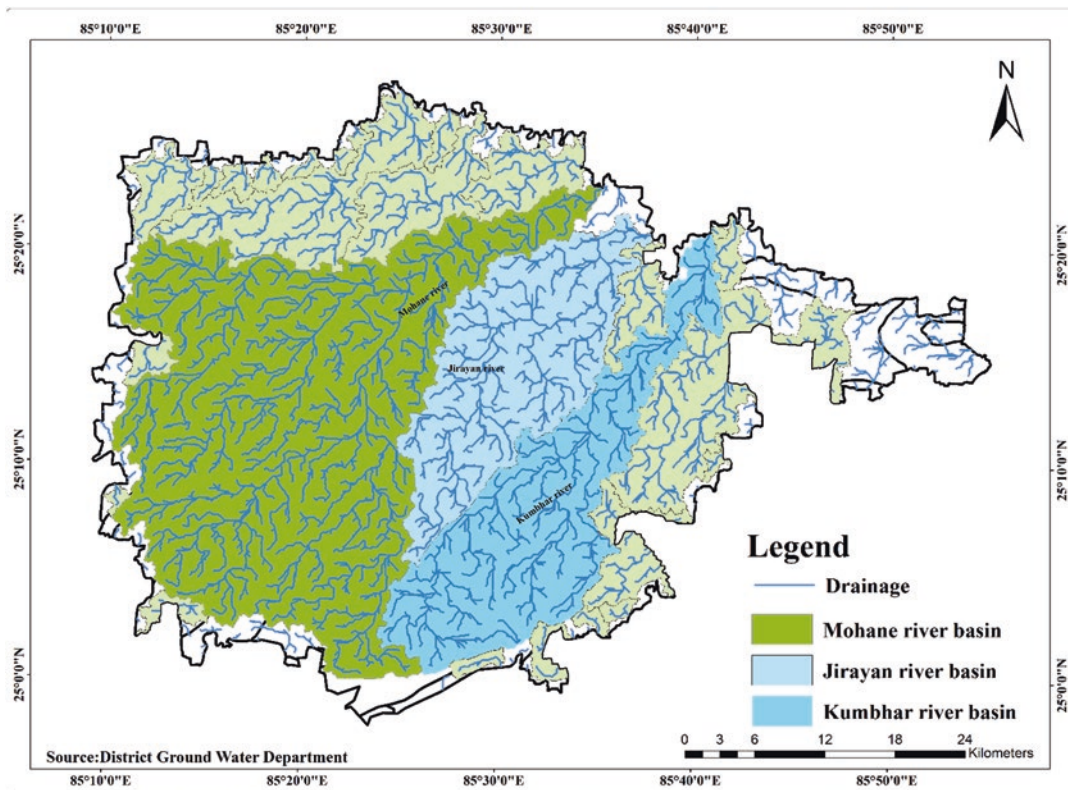 85°10'0"E 85°20'0"E 85°30'0"E 85°40'0"E 85°50'0"E
N
25°20'0"N
25°20'0"N
Mohane river
Jirayan river
25°10'0"N
25°10'0"N
Kumbhar river
Legend
Drainage
Mohane river basin
Jirayan river basin
Kumbhar river basin
25°0'0"N
25°0'0"N
0 3 6 12 18 24
Kilometers
Source:District Ground Water Department
85°10'0"E 85°20'0"E 85°30'0"E 85°40'0"E 85°50'0"E